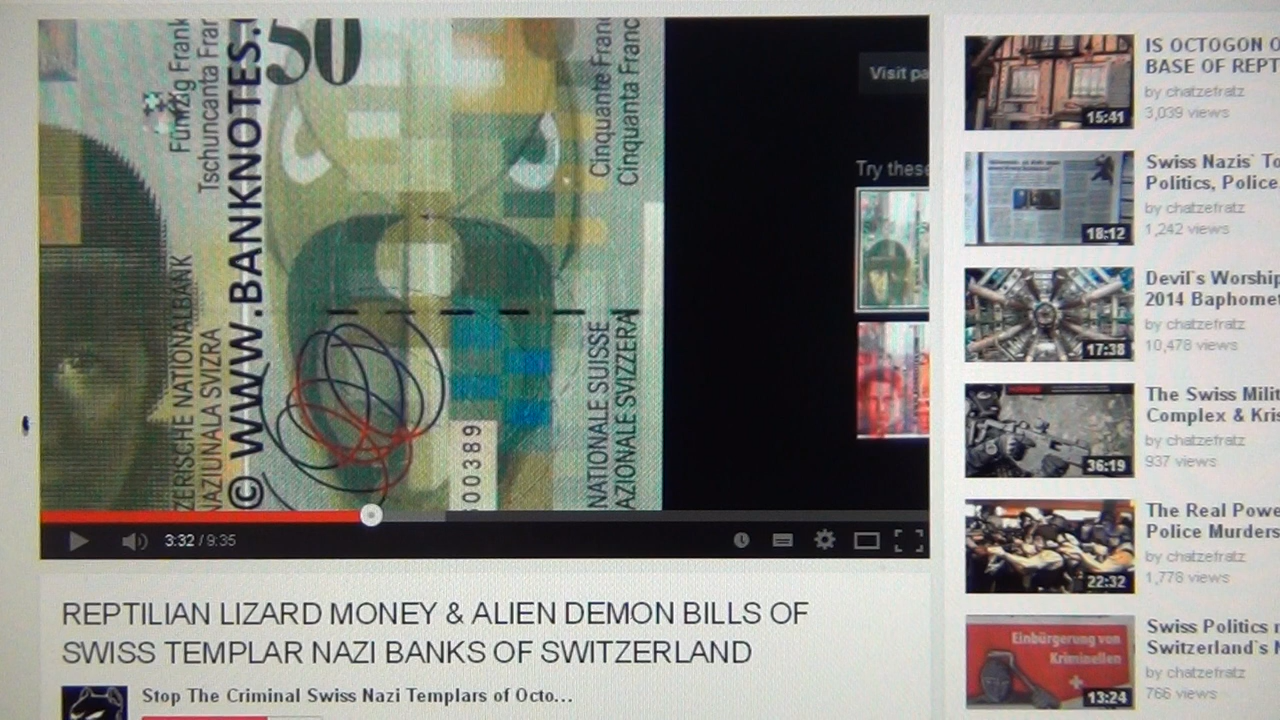 50
Fünfzig Frank
Tschuncanta Fran
© WWW.BANKNOTES.
ZERISCHE NATIONALBANK
NAZIUNALA SVIZRA
Cinquante Franc
Cinquanta Franc
NATIONALE SUISSE
AZIONALE SVIZZERA
00389
Visit pa
Try these
3:32 / 9:35
REPTILIAN LIZARD MONEY & ALIEN DEMON BILLS OF
SWISS TEMPLAR NAZI BANKS OF SWITZERLAND
Stop The Criminal Swiss Nazi Templars of Octo...
15:41
IS OCTOGON O
BASE OF REPT
by chatzefratz
3,039 views
18:12
Swiss Nazis' To
Politics, Police
by chatzefratz
1,242 views
17:38
Devil's Worship
2014 Baphomet
by chatzefratz
10,478 views
36:19
The Swiss Milit
Complex & Kris
by chatzefratz
937 views
22:32
The Real Powe
Police Murders
by chatzefratz
1,778 views
Einbürgerung von
Kriminellen
13:24
Swiss Politics n
Switzerland's N
by chatzefratz
766 views